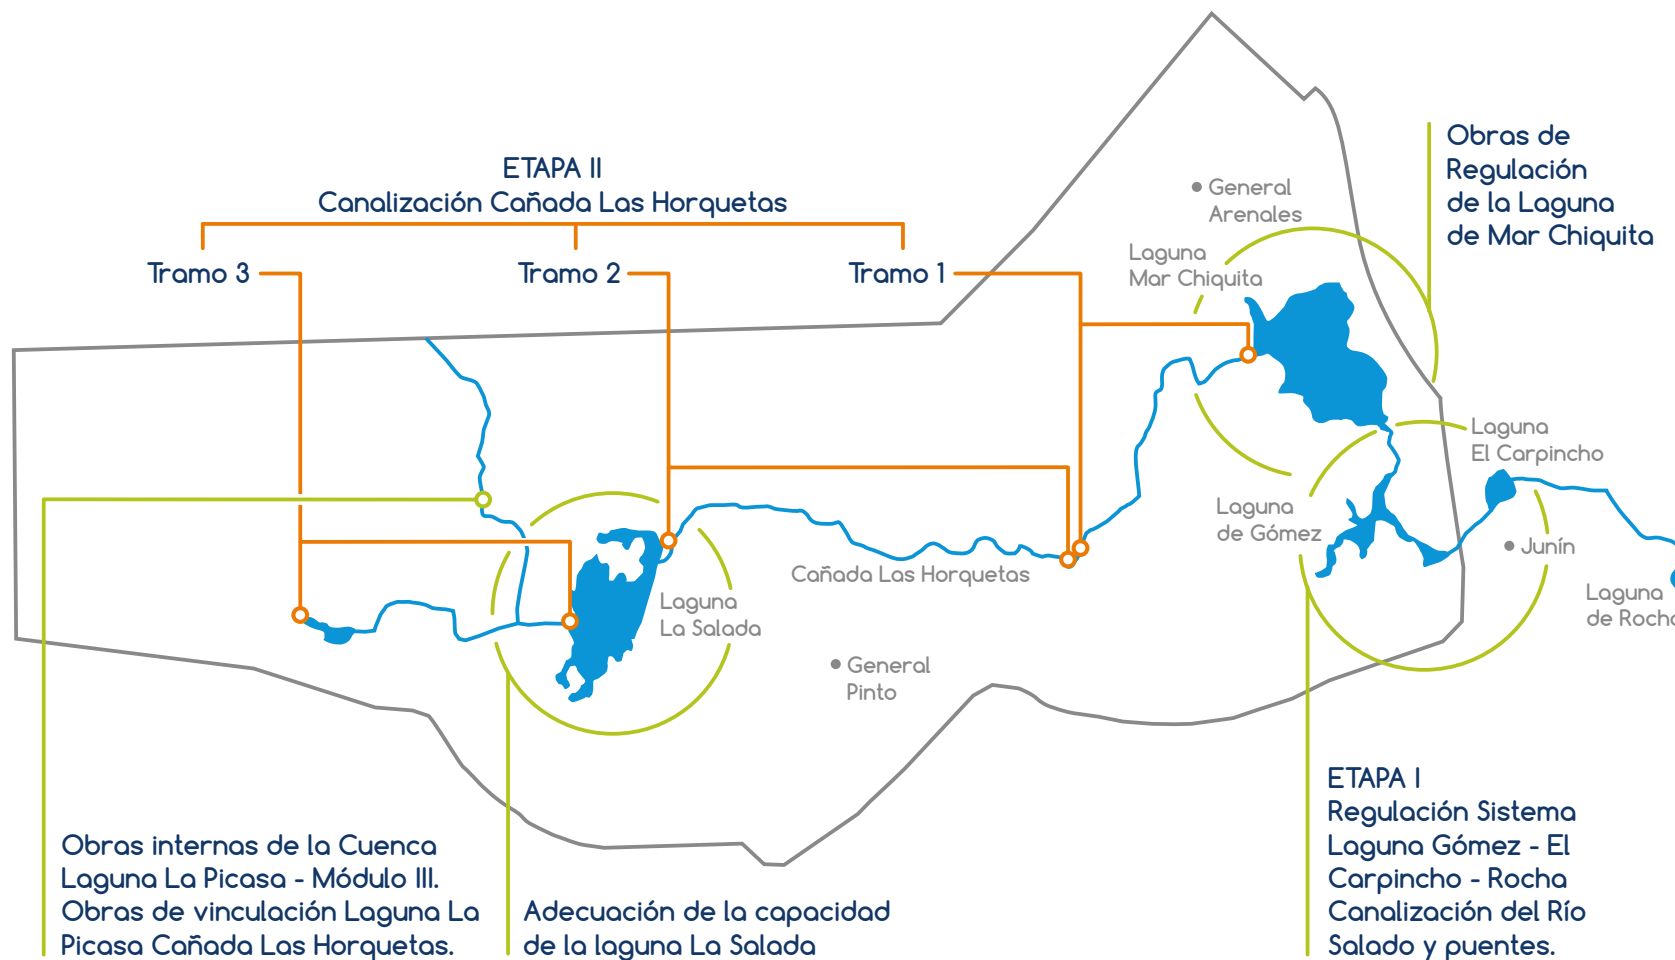 ETAPA II
Canalización Cañada Las Horquetas
Tramo 3
Tramo 2
Tramo 1
Obras de
Regulación
de la Laguna
de Mar Chiquita
General
Arenales
Laguna
Mar Chiquita
Laguna
El Carpincho
Laguna
de Gómez
Junín
Laguna
de Rocha
Cañada Las Horquetas
Laguna
La Salada
General
Pinto
Obras internas de la Cuenca
Laguna La Picasa - Módulo III.
Obras de vinculación Laguna La
Picasa Cañada Las Horquetas.
Adecuación de la capacidad
de la laguna La Salada
ETAPA I
Regulación Sistema
Laguna Gómez - El
Carpincho - Rocha
Canalización del Río
Salado y puentes.